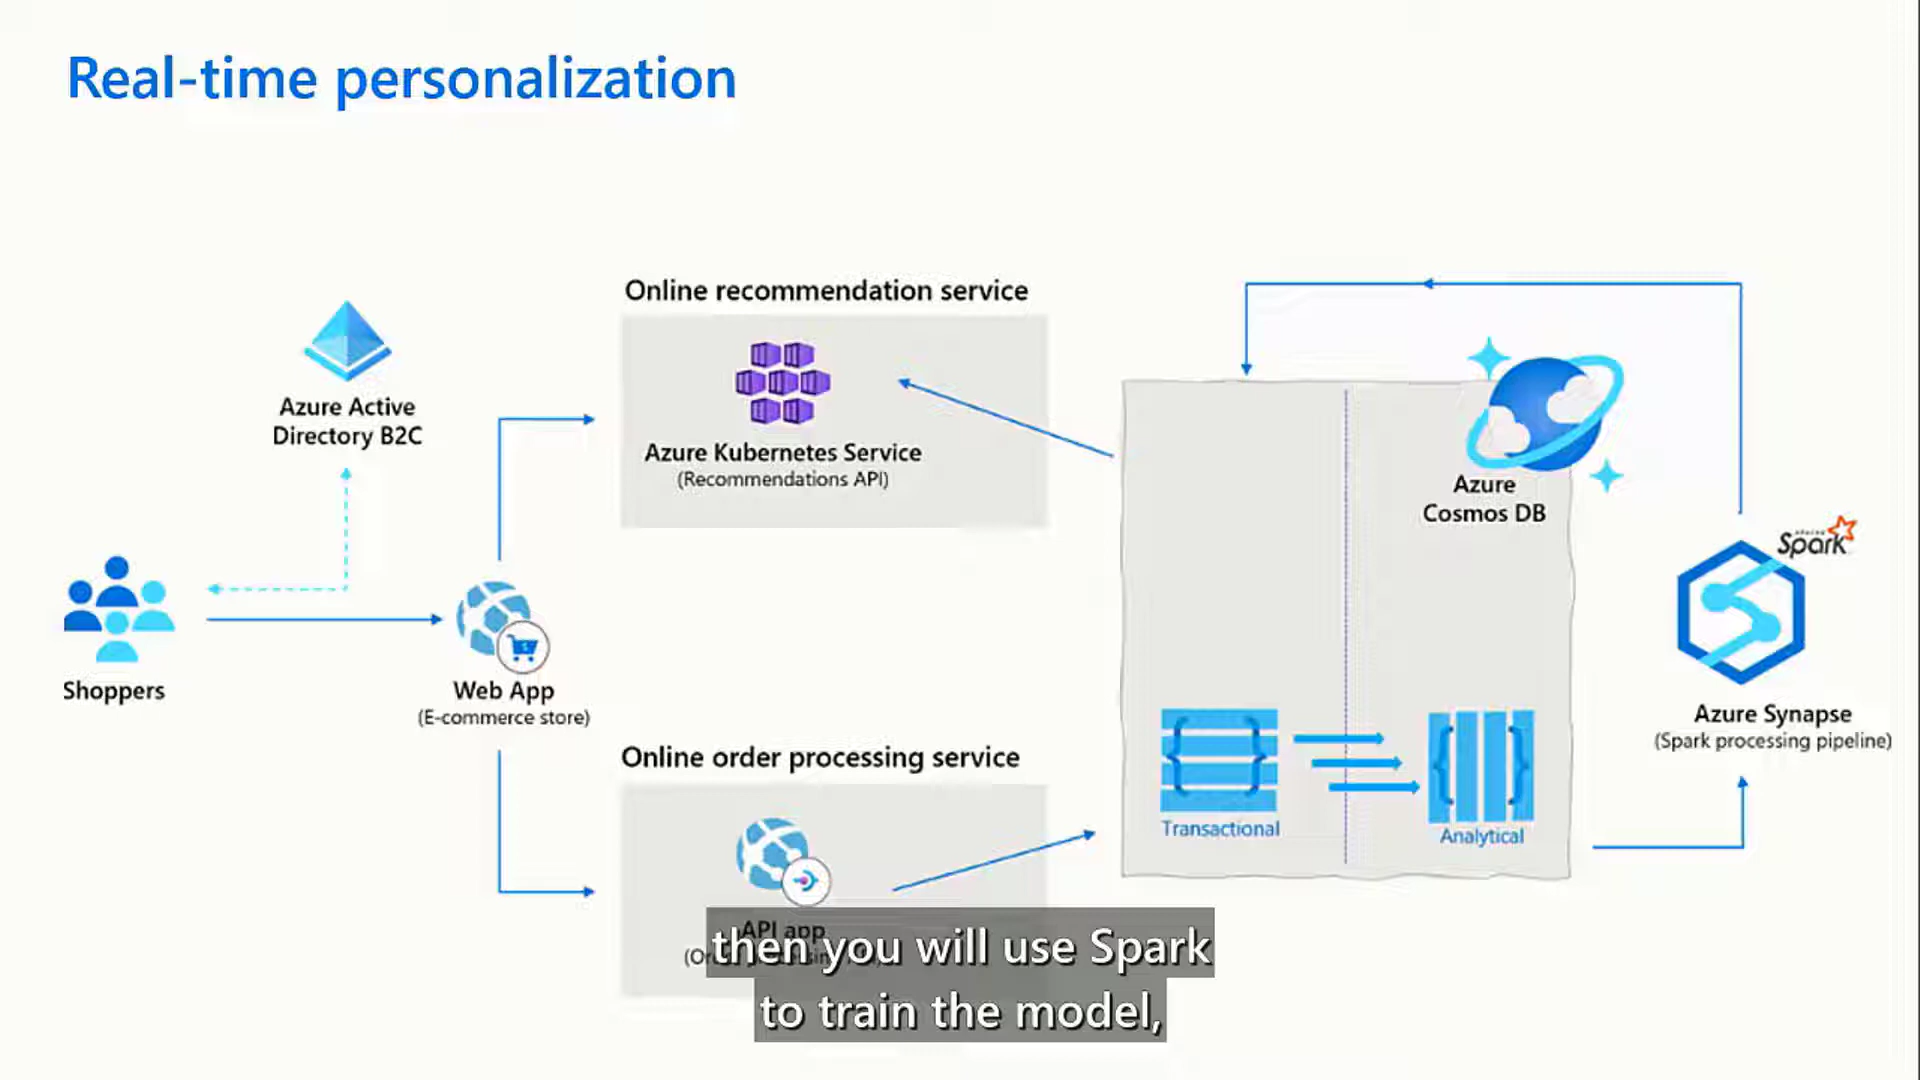 Real-time personalization
Online recommendation service
Azure Active
Directory B2C
Azure Kubernetes Service
(Recommendations API)
Azure
Cosmos DB
Spark
Shoppers
Web App
(E-commerce store)
Azure Synapse
(Spark processing pipeline)
Online order processing service
Transactional
Analytical
API app
then you will use Spark
to train the model,